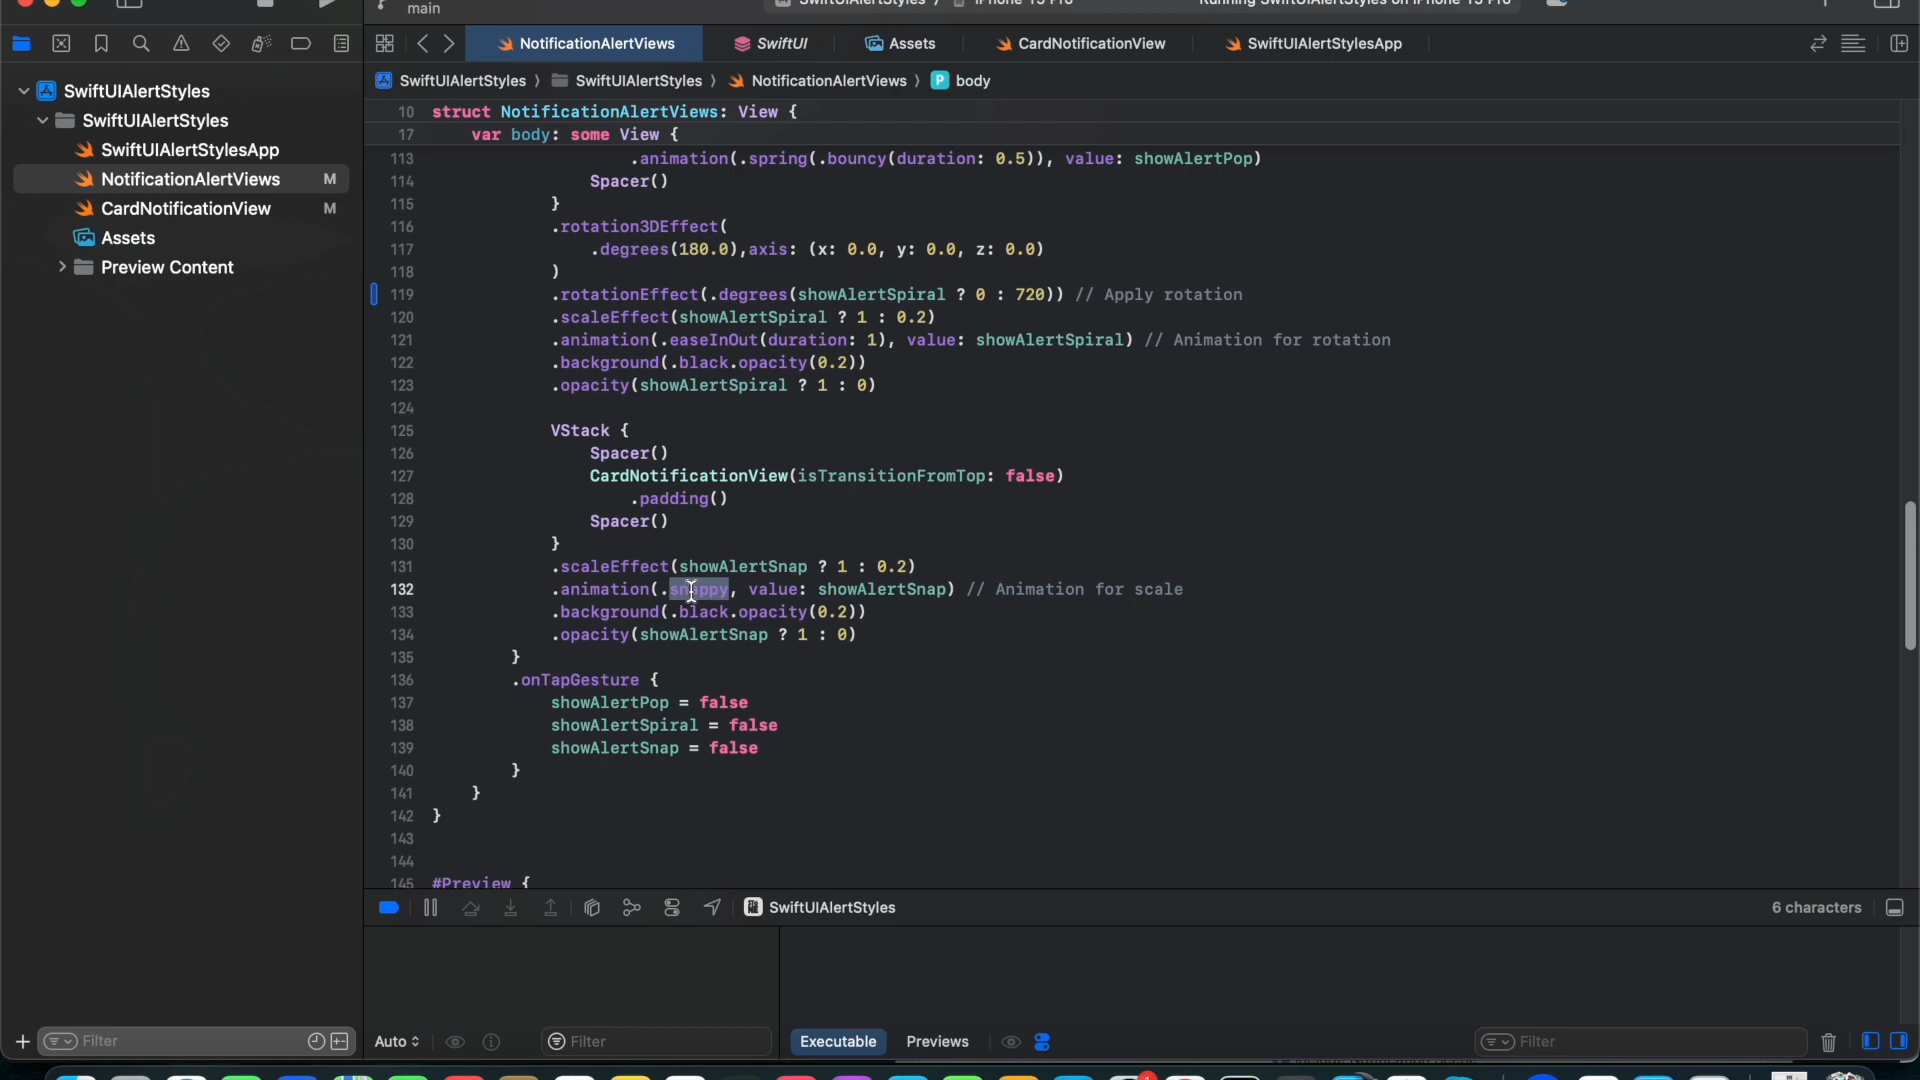 main
NotificationAlertViews
SwiftUI
Assets
CardNotificationView
SwiftUIAlertStylesApp
SwiftUIAlertStyles 〉 SwiftUIAlertStyles 〉 NotificationAlertViews 〉 P body
SwiftUIAlertStyles
SwiftUIAlertStyles
SwiftUIAlertStylesApp
NotificationAlertViews M
CardNotificationView M
Assets
Preview Content
10 struct NotificationAlertViews: View {
17 var body: some View {
113 .animation(.spring(.bouncy(duration: 0.5)), value: showAlertPop)
114 Spacer()
115 }
116 .rotation3DEffect(
117 .degrees(180.0),axis: (x: 0.0, y: 0.0, z: 0.0)
118 )
119 .rotationEffect(.degrees(showAlertSpiral ? 0 : 720)) // Apply rotation
120 .scaleEffect(showAlertSpiral ? 1 : 0.2)
121 .animation(.easeInOut(duration: 1), value: showAlertSpiral) // Animation for rotation
122 .background(.black.opacity(0.2))
123 .opacity(showAlertSpiral ? 1 : 0)
124
125 VStack {
126 Spacer()
127 CardNotificationView(isTransitionFromTop: false)
128 .padding()
129 Spacer()
130 }
131 .scaleEffect(showAlertSnap ? 1 : 0.2)
132 .animation(.snappy, value: showAlertSnap) // Animation for scale
133 .background(.black.opacity(0.2))
134 .opacity(showAlertSnap ? 1 : 0)
135 }
136 .onTapGesture {
137 showAlertPop = false
138 showAlertSpiral = false
139 showAlertSnap = false
140 }
141 }
142 }
143
144
145 #Preview {
SwiftUIAlertStyles
6 characters
Filter
Auto
Filter
Executable
Previews
Filter